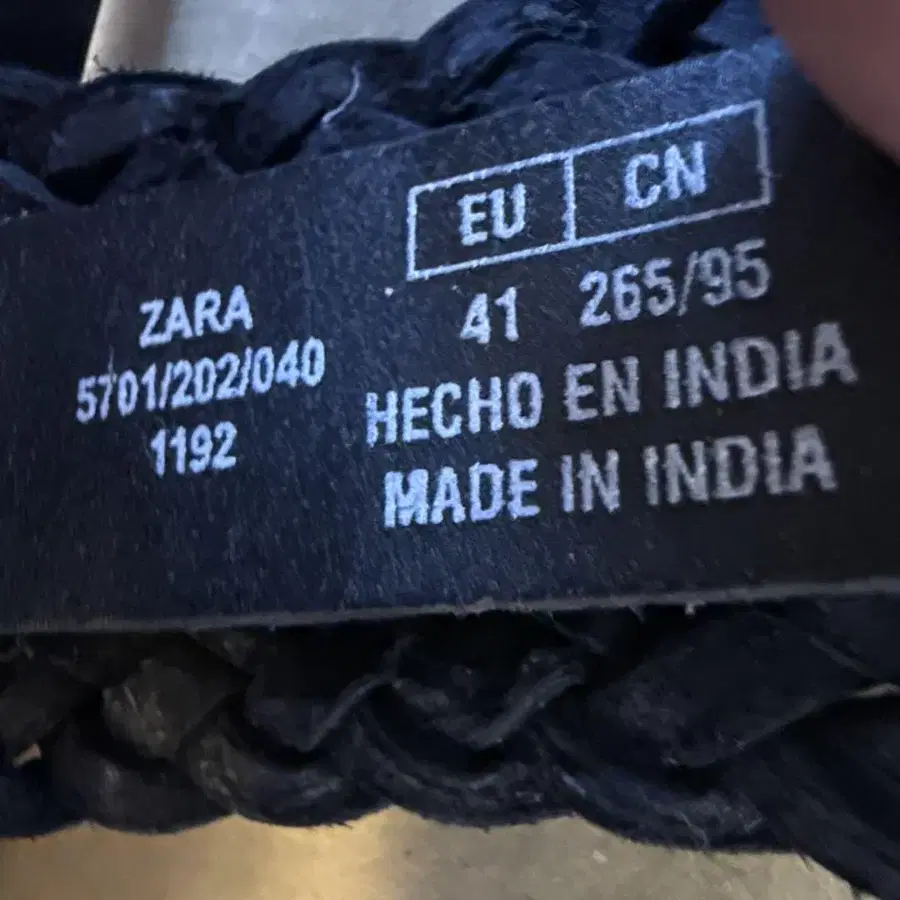 ZARA
5701/202/040
1192
EU CN
41 265/95
HECHO EN INDIA
MADE IN INDIA